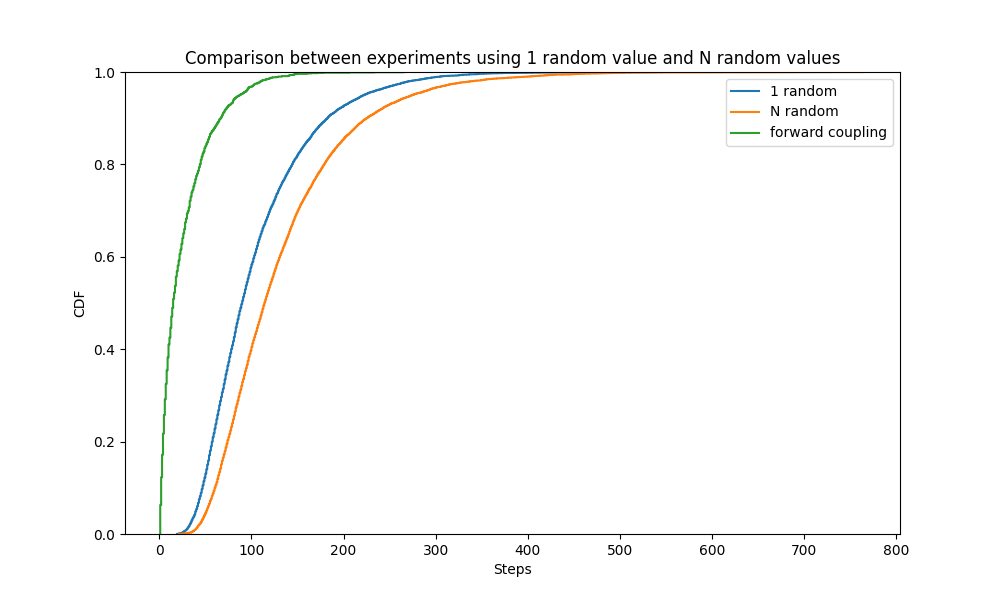 Comparison between experiments using 1 random value and N random values
1.0
0.8
0.6
0.4
0.2
0.0
CDF
1 random
N random
forward coupling
0 100 200 300 400 500 600 700 800
Steps